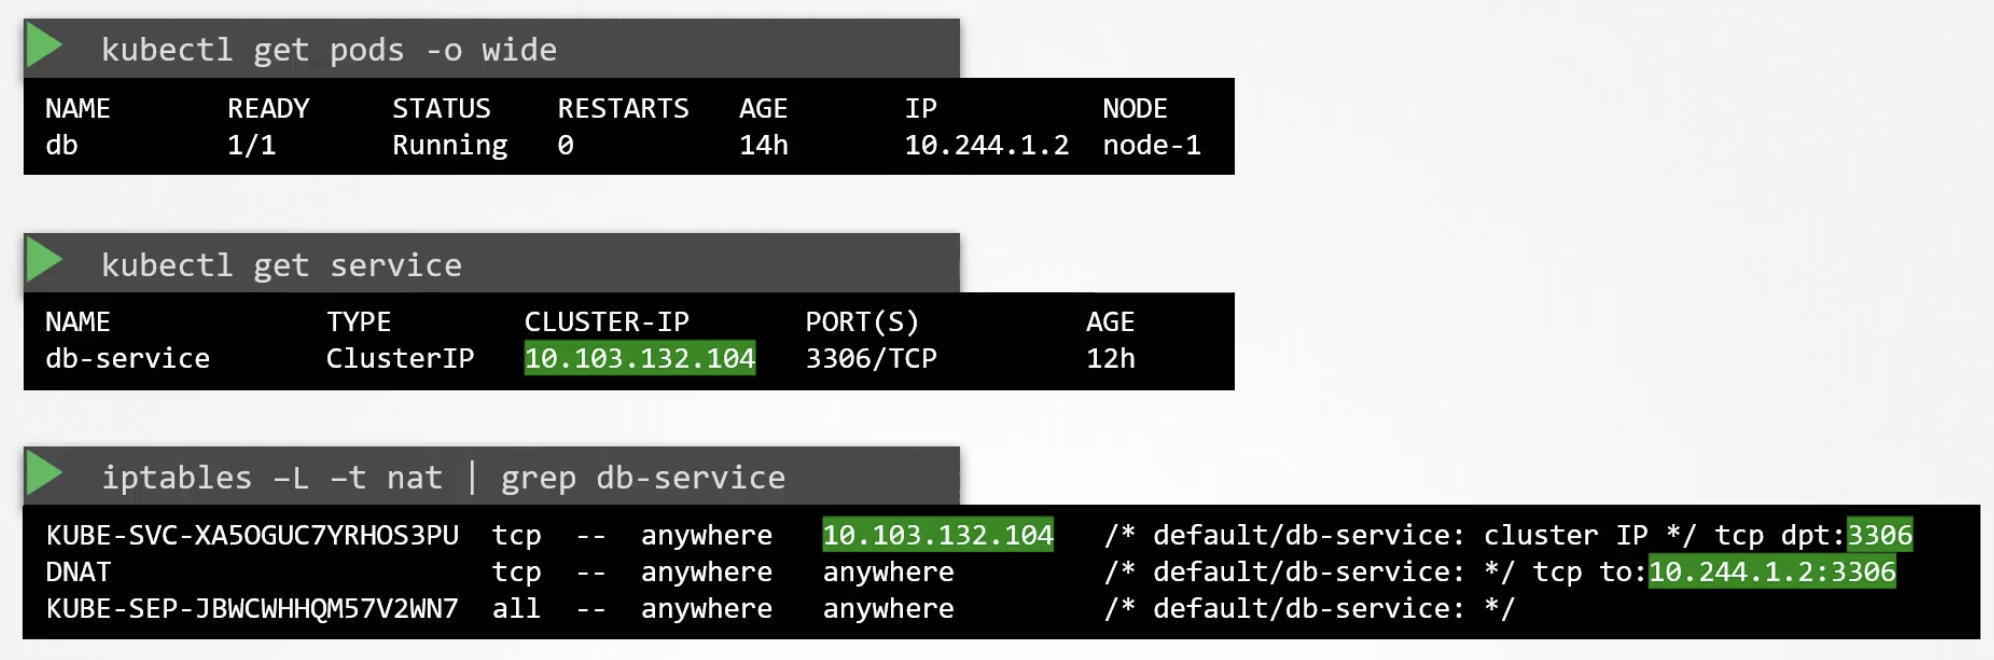 kubectl get pods -o wide
NAME READY STATUS RESTARTS AGE IP NODE
db 1/1 Running 0 14h 10.244.1.2 node-1
kubectl get service
NAME TYPE CLUSTER-IP PORT(S) AGE
db-service ClusterIP 10.103.132.104 3306/TCP 12h
iptables –L –t nat | grep db-service
KUBE-SVC-XA5OGUC7YRHOS3PU tcp -- anywhere 10.103.132.104 /* default/db-service: cluster IP */ tcp dpt:3306
DNAT tcp -- anywhere anywhere /* default/db-service: */ tcp to:10.244.1.2:3306
KUBE-SEP-JBWCWHHQM57V2WN7 all -- anywhere anywhere /* default/db-service: */